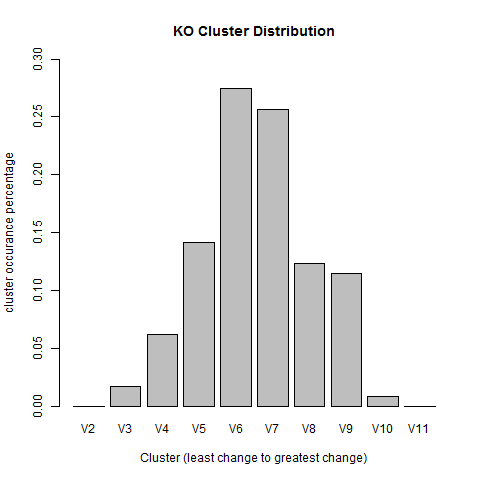 KO Cluster Distribution
cluster occurance percentage
0.30
0.25
0.20
0.15
0.10
0.05
0.00
V2 V3 V4 V5 V6 V7 V8 V9 V10 V11
Cluster (least change to greatest change)